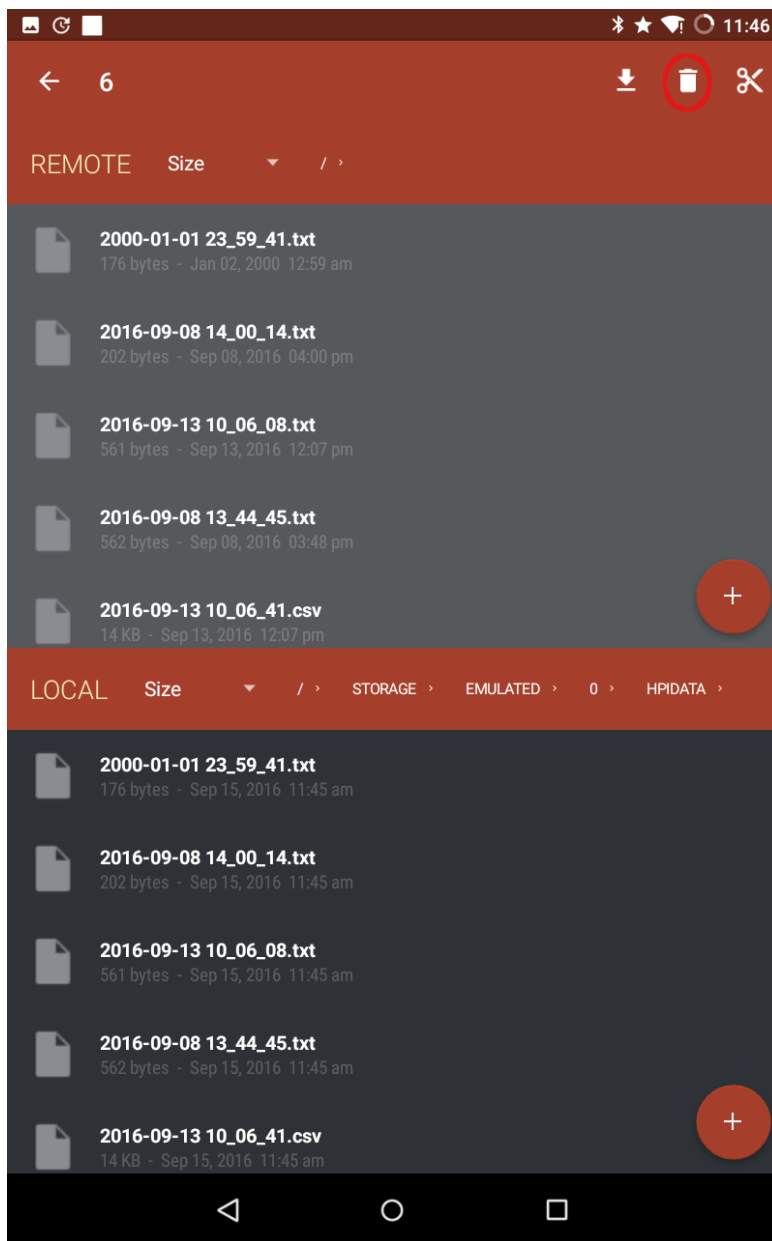 11:46
6
REMOTE Size / ›
2000-01-01 23_59_41.txt
176 bytes - Jan 02, 2000 12:59 am
2016-09-08 14_00_14.txt
202 bytes - Sep 08, 2016 04:00 pm
2016-09-13 10_06_08.txt
561 bytes - Sep 13, 2016 12:07 pm
2016-09-08 13_44_45.txt
562 bytes - Sep 08, 2016 03:48 pm
2016-09-13 10_06_41.csv
14 KB - Sep 13, 2016 12:07 pm
LOCAL Size / › STORAGE › EMULATED › 0 › HPIDATA ›
2000-01-01 23_59_41.txt
176 bytes - Sep 15, 2016 11:45 am
2016-09-08 14_00_14.txt
202 bytes - Sep 15, 2016 11:45 am
2016-09-13 10_06_08.txt
561 bytes - Sep 15, 2016 11:45 am
2016-09-08 13_44_45.txt
562 bytes - Sep 15, 2016 11:45 am
2016-09-13 10_06_41.csv
14 KB - Sep 15, 2016 11:45 am